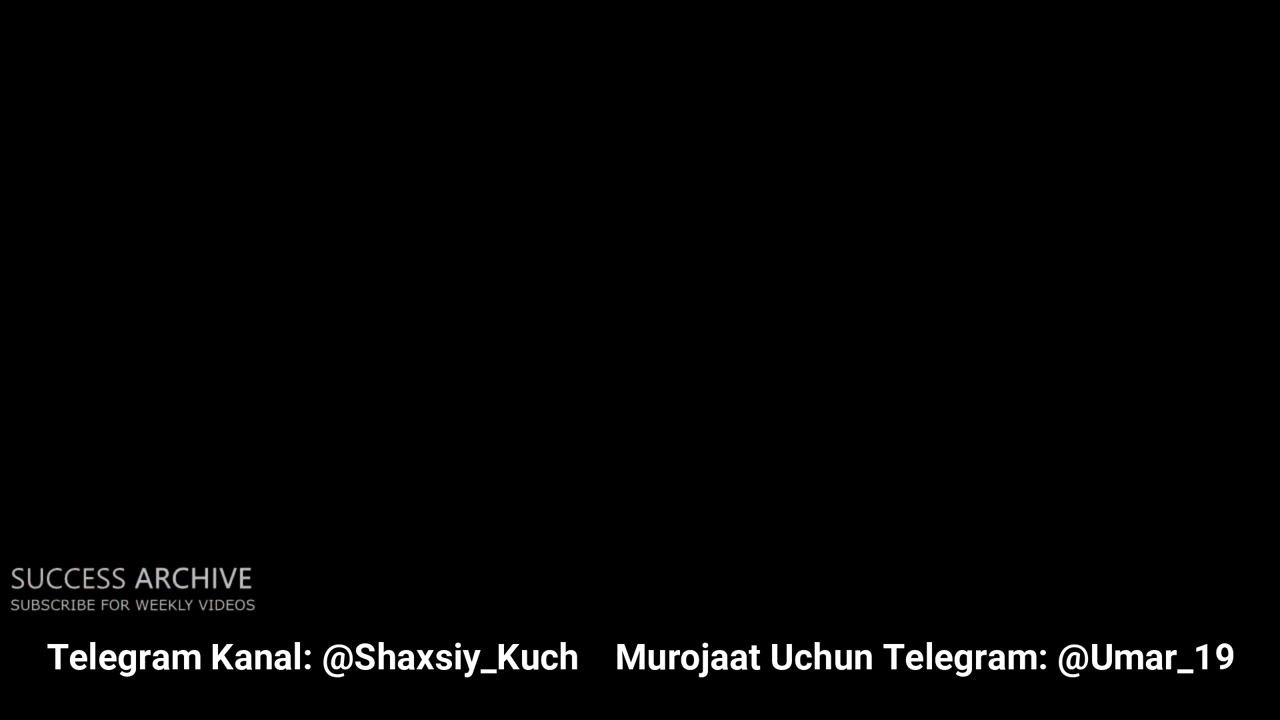 SUCCESS ARCHIVE
SUBSCRIBE FOR WEEKLY VIDEOS
Telegram Kanal: @Shaxsiy_Kuch Murojaat Uchun Telegram: @Umar_19